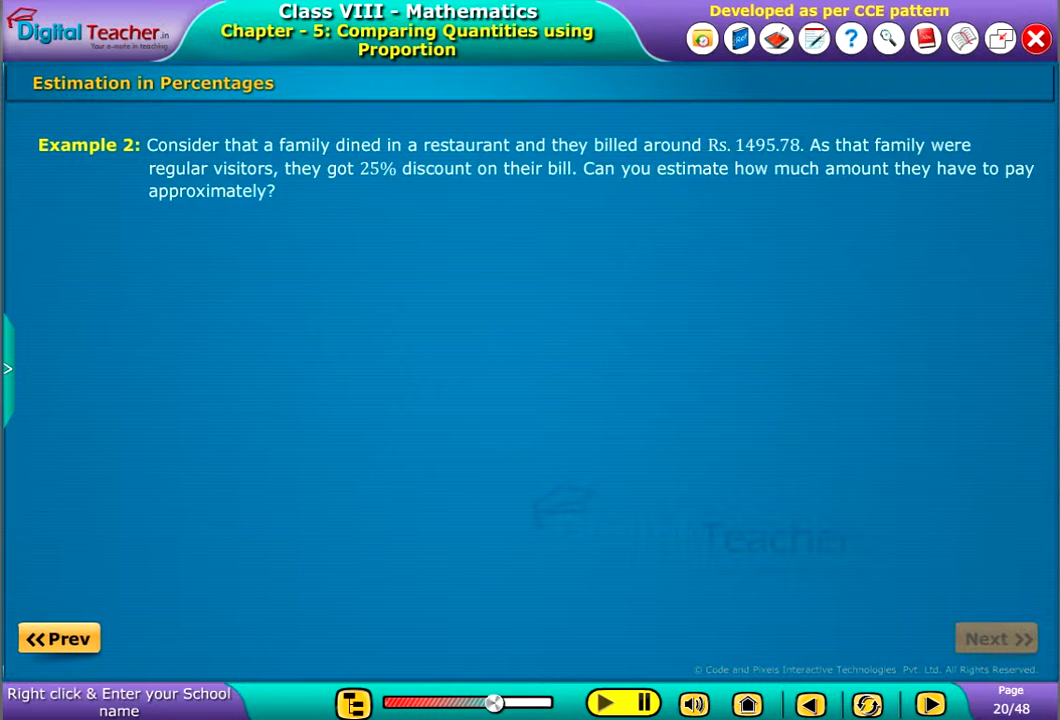 Digital Teacher.in
Your e-mate in teaching
Class VIII - Mathematics
Chapter - 5: Comparing Quantities using
Proportion
Developed as per CCE pattern
Estimation in Percentages
Example 2: Consider that a family dined in a restaurant and they billed around Rs. 1495.78. As that family were
regular visitors, they got 25% discount on their bill. Can you estimate how much amount they have to pay
approximately?
Teacher
<< Prev
Next >>
© Code and Pixels Interactive Technologies Pvt. Ltd. All Rights Reserved.
Right click & Enter your School
name
Page
20/48